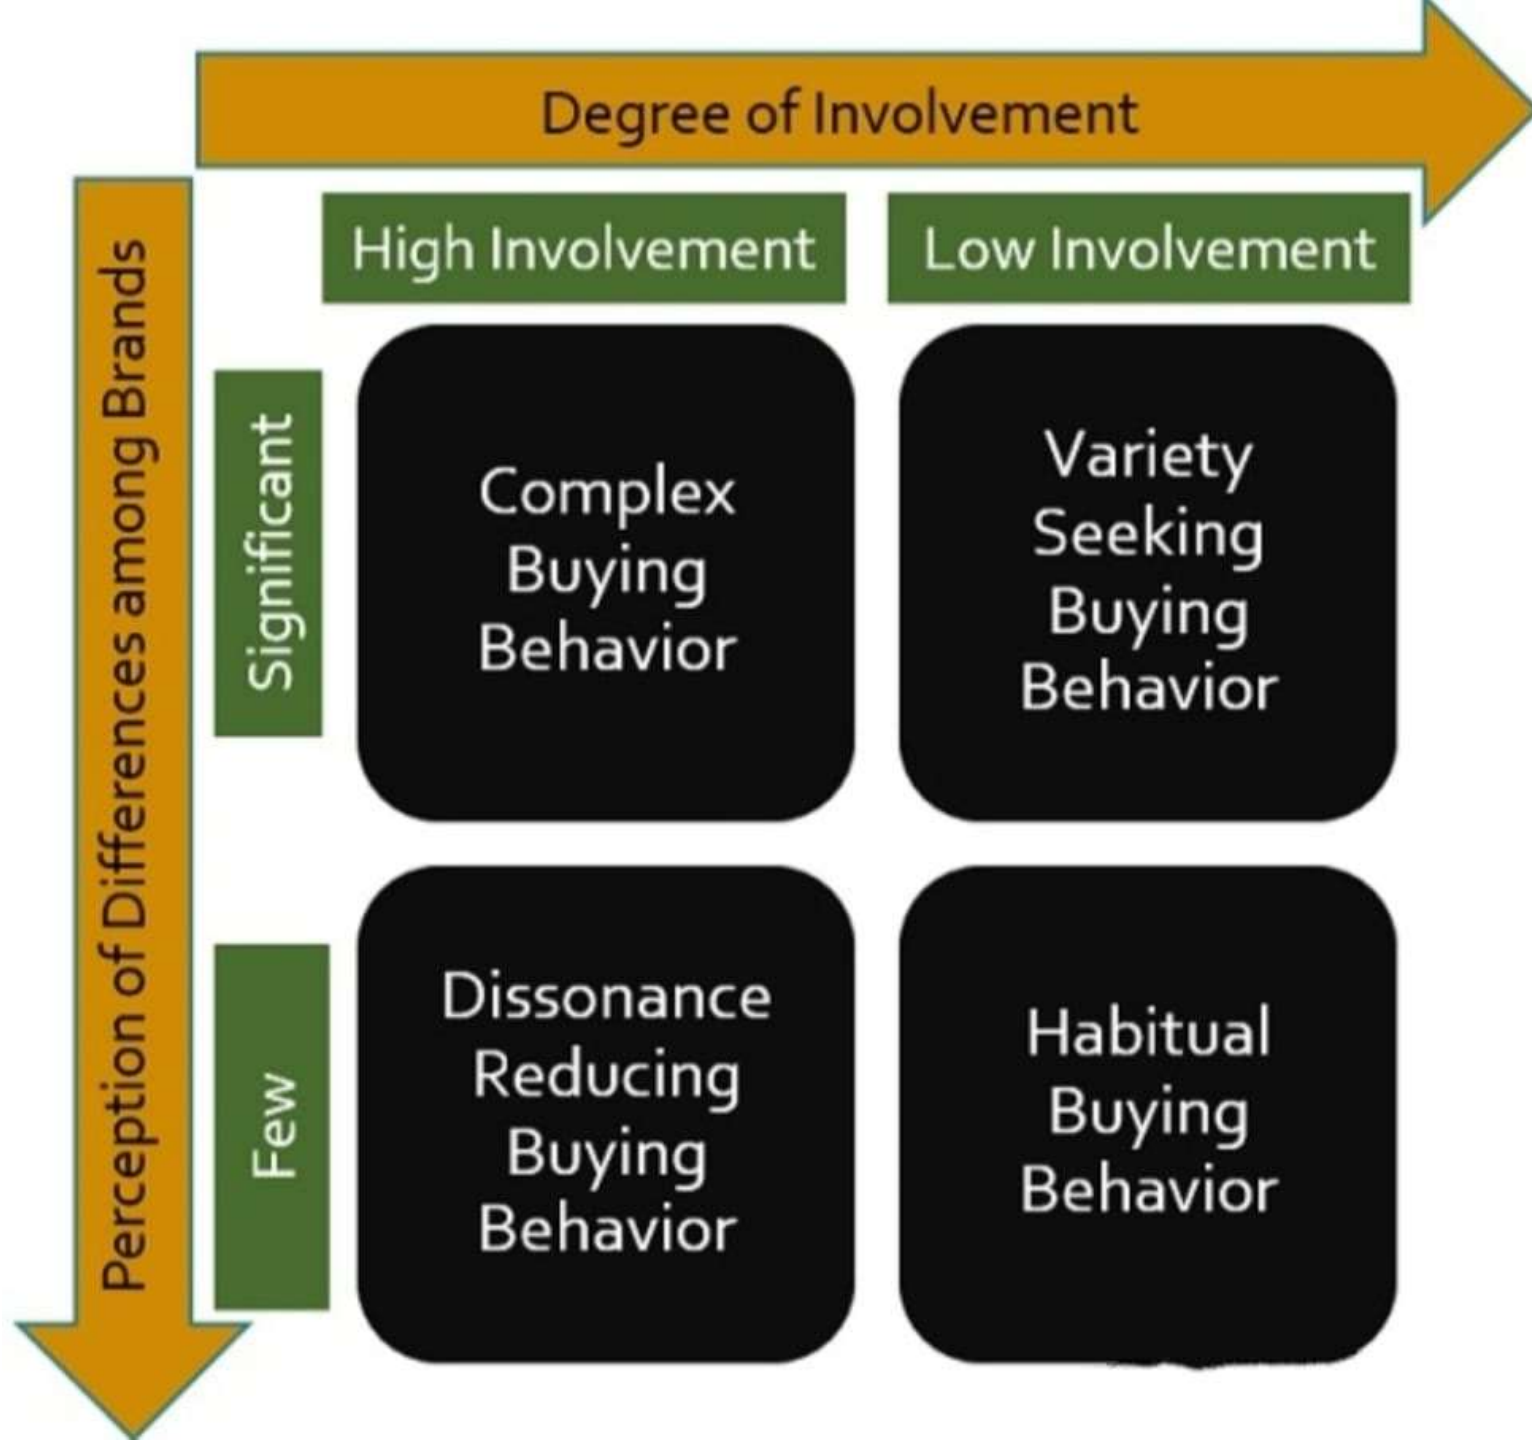 Degree of Involvement
High Involvement
Low Involvement
Perception of Differences among Brands
Significant
Complex
Buying
Behavior
Variety
Seeking
Buying
Behavior
Few
Dissonance
Reducing
Buying
Behavior
Habitual
Buying
Behavior